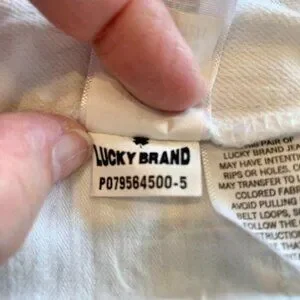 LUCKY BRAND
P079564500-5
PAIR OF
LUCKY BRAND
MAY HAVE
RIPS OR HOLES.
MAY TRANSFER TO
COLORED
AVOID PULLING
BELT LOOPS,
FOLLOW THE